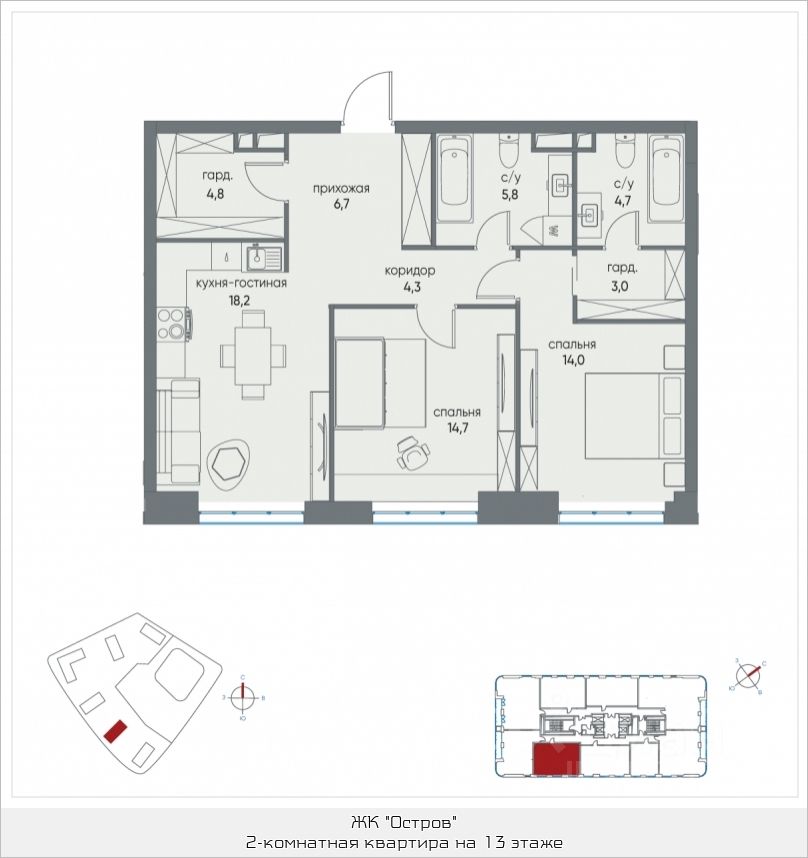 гард.
4,8
прихожая
6,7
с/у
5,8
с/у
4,7
кухня-гостиная
18,2
коридор
4,3
гард.
3,0
спальня
14,7
спальня
14,0
С
З
В
Ю
З
С
Ю
В
ЖК "Остров"
2-комнатная квартира на 13 этаже